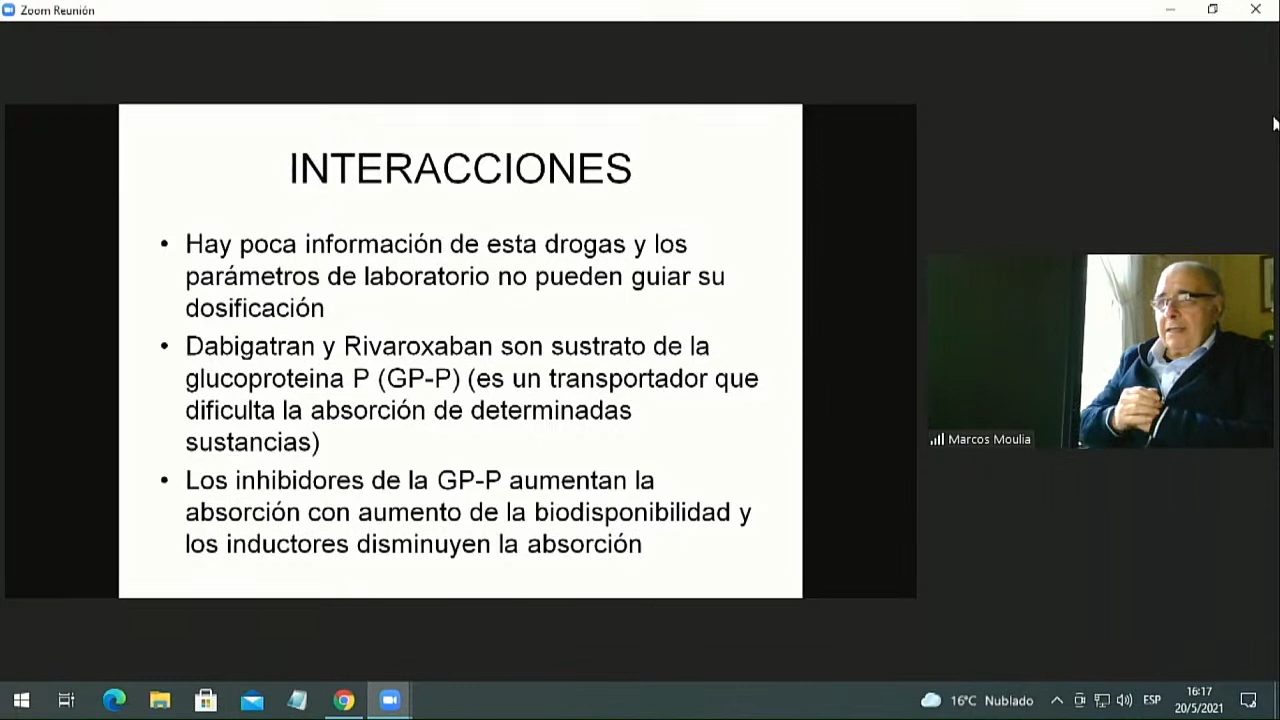 Zoom Reunión
INTERACCIONES
• Hay poca información de esta drogas y los
parámetros de laboratorio no pueden guiar su
dosificación
• Dabigatran y Rivaroxaban son sustrato de la
glucoproteina P (GP-P) (es un transportador que
dificulta la absorción de determinadas
sustancias)
• Los inhibidores de la GP-P aumentan la
absorción con aumento de la biodisponibilidad y
los inductores disminuyen la absorción
Marcos Moulia
16°C Nublado
ESP
16:17
20/5/2021